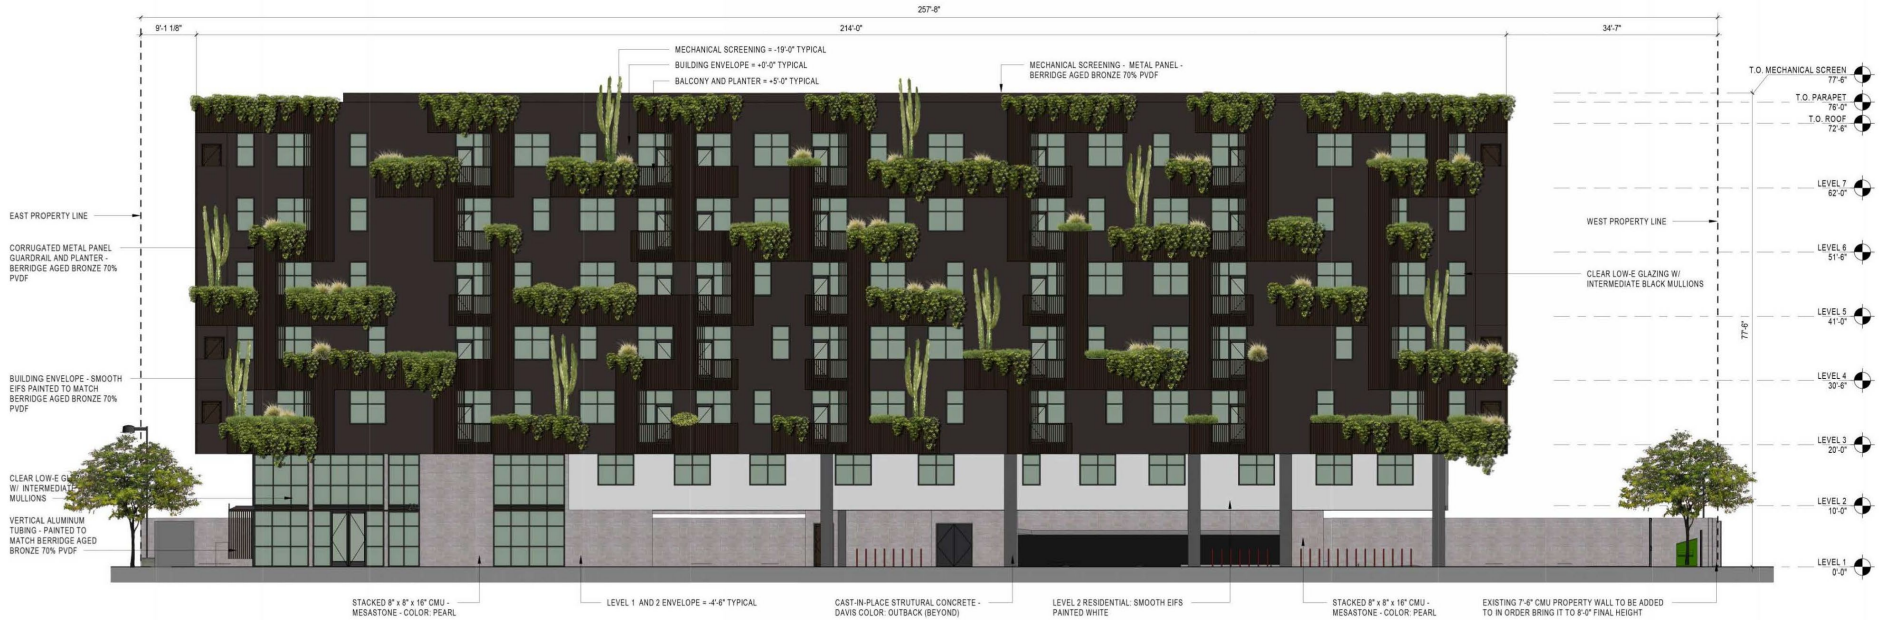 257'-8"
9'-1 1/8"
214'-0"
34'-7"
MECHANICAL SCREENING = -19'-0" TYPICAL
BUILDING ENVELOPE = +0'-0" TYPICAL
BALCONY AND PLANTER = +5'-0" TYPICAL
MECHANICAL SCREENING - METAL PANEL -
BERRIDGE AGED BRONZE 70% PVDF
T.O. MECHANICAL SCREEN
77'-6"
T.O. PARAPET
76'-0"
T.O. ROOF
72'-6"
LEVEL 7
62'-0"
LEVEL 6
51'-6"
LEVEL 5
41'-0"
LEVEL 4
30'-6"
LEVEL 3
20'-0"
LEVEL 2
10'-0"
LEVEL 1
0'-0"
77'-6"
WEST PROPERTY LINE
CLEAR LOW-E GLAZING W/
INTERMEDIATE BLACK MULLIONS
EAST PROPERTY LINE
CORRUGATED METAL PANEL
GUARDRAIL AND PLANTER -
BERRIDGE AGED BRONZE 70%
PVDF
BUILDING ENVELOPE - SMOOTH
EIFS PAINTED TO MATCH
BERRIDGE AGED BRONZE 70%
PVDF
CLEAR LOW-E
W/ INTERMEDIATE
MULLIONS
VERTICAL ALUMINUM
TUBING - PAINTED TO
MATCH BERRIDGE AGED
BRONZE 70% PVDF
STACKED 8" x 8" x 16" CMU -
MESASTONE - COLOR: PEARL
LEVEL 1 AND 2 ENVELOPE = -4'-6" TYPICAL
CAST-IN-PLACE STRUTURAL CONCRETE -
DAVIS COLOR: OUTBACK (BEYOND)
LEVEL 2 RESIDENTIAL: SMOOTH EIFS
PAINTED WHITE
STACKED 8" x 8" x 16" CMU -
MESASTONE - COLOR: PEARL
EXISTING 7'-6" CMU PROPERTY WALL TO BE ADDED
TO IN ORDER BRING IT TO 8'-0" FINAL HEIGHT